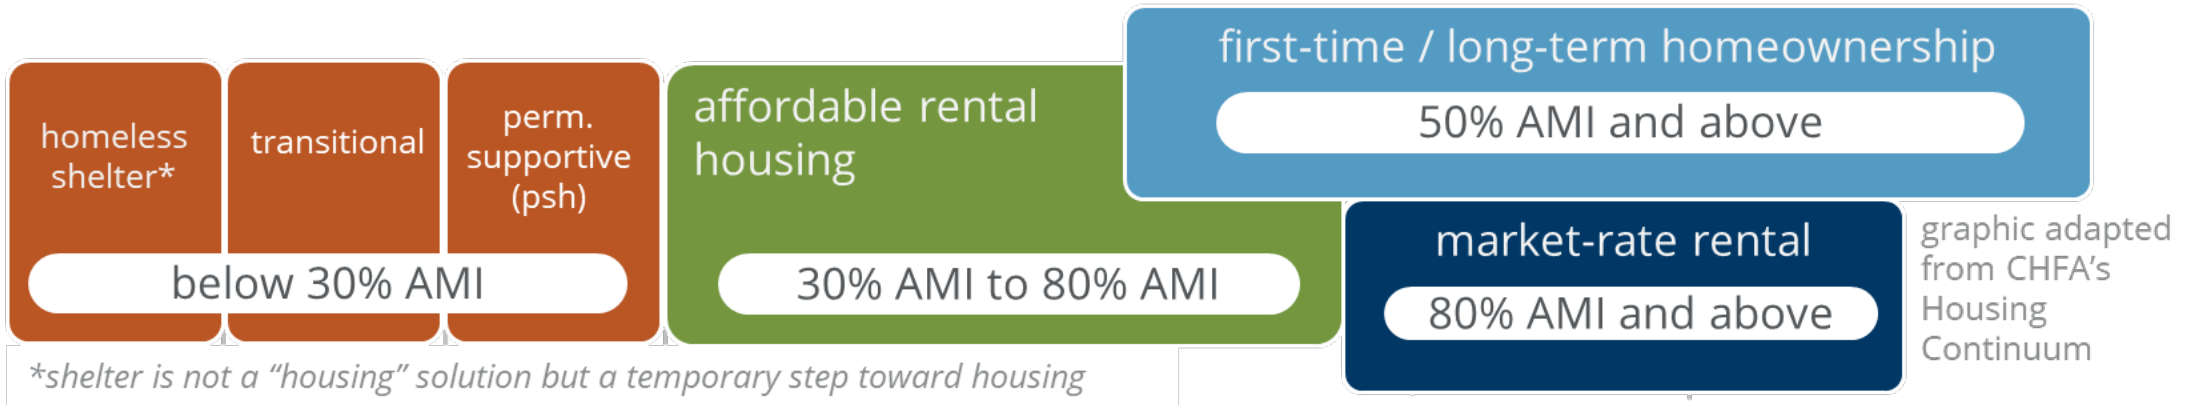 homeless
shelter*
transitional
perm.
supportive
(psh)
below 30% AMI
affordable rental
housing
30% AMI to 80% AMI
first-time / long-term homeownership
50% AMI and above
market-rate rental
80% AMI and above
graphic adapted
from CHFA’s
Housing
Continuum
*shelter is not a “housing” solution but a temporary step toward housing